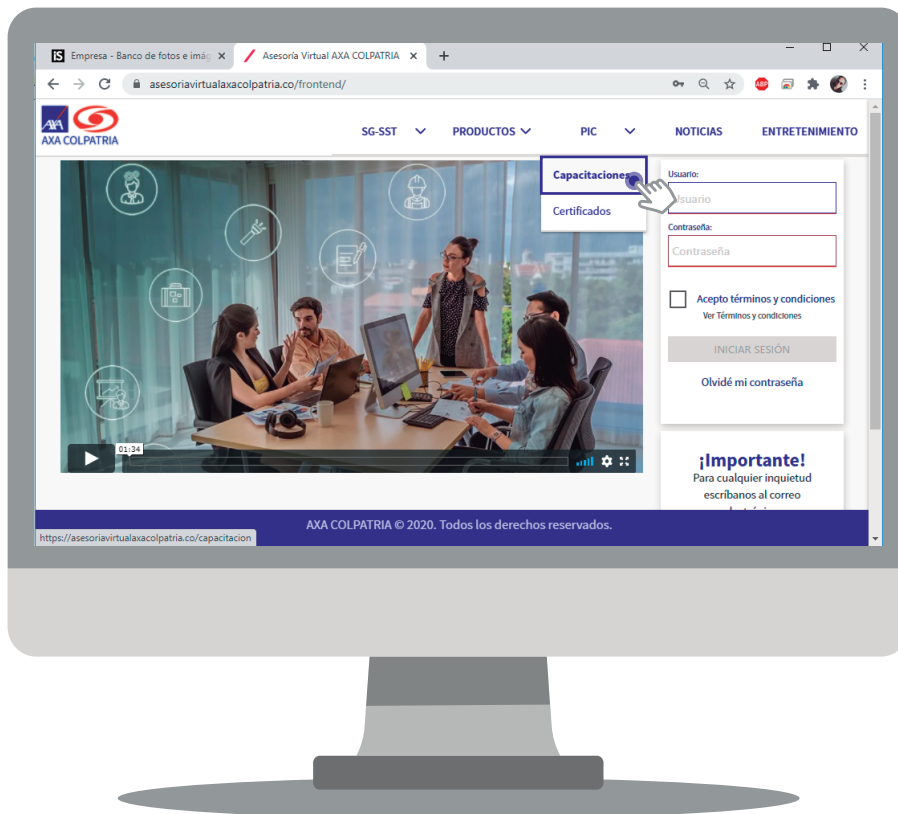 iS Empresa - Banco de fotos e imág Asesoría Virtual AXA COLPATRIA
asesoriavirtualaxacolpatria.co/frontend/
ABP
AXA
AXA COLPATRIA
SG-SST PRODUCTOS PIC NOTICIAS ENTRETENIMIENTO
Capacitaciones
Certificados
Usuario:
Usuario
Contraseña:
Contraseña
Acepto términos y condiciones
Ver Términos y condiciones
INICIAR SESIÓN
Olvidé mi contraseña
01:34
¡Importante!
Para cualquier inquietud
escríbanos al correo
AXA COLPATRIA © 2020. Todos los derechos reservados.
https://asesoriavirtualaxacolpatria.co/capacitacion